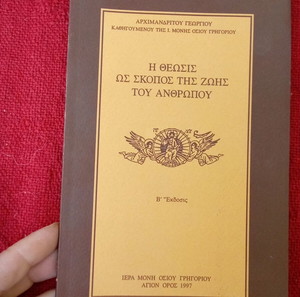 ΑΡΧΙΜΑΝΔΡΙΤΟΥ ΓΕΩΡΓΙΟΥ
ΚΑΘΗΓΟΥΜΕΝΟΥ ΤΗΣ Ι. ΜΟΝΗΣ ΟΣΙΟΥ ΓΡΗΓΟΡΙΟΥ
Η ΘΕΩΣΙΣ
ΩΣ ΣΚΟΠΟΣ ΤΗΣ ΖΩΗΣ
ΤΟΥ ΑΝΘΡΩΠΟΥ
Β' Ἔκδοσις
ΙΕΡΑ ΜΟΝΗ ΟΣΙΟΥ ΓΡΗΓΟΡΙΟΥ
ΑΓΙΟΝ ΟΡΟΣ 1997